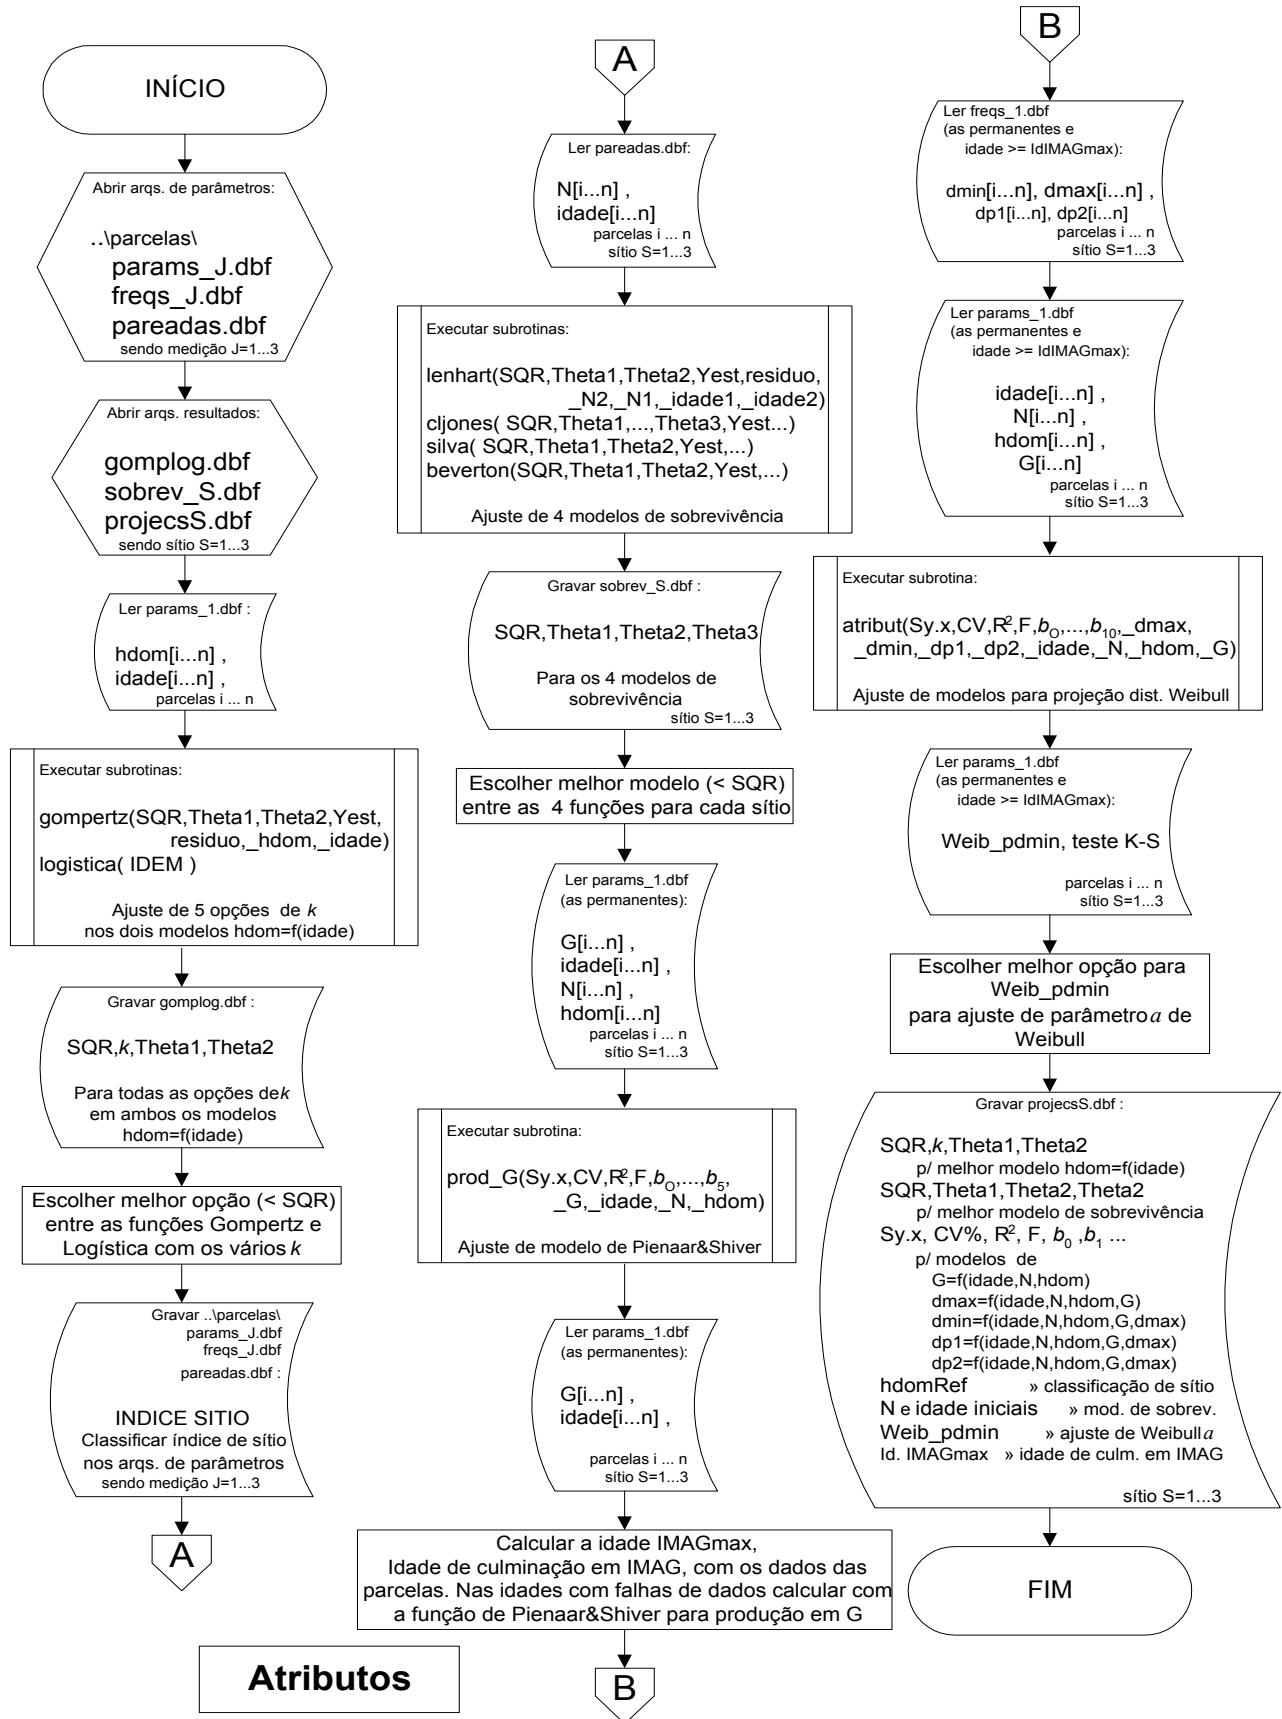 INÍCIO
Abrir arqs. de parâmetros:
..\parcelas\
params_J.dbf
freqs_J.dbf
pareadas.dbf
sendo medição J=1...3
Abrir arqs. resultados:
gomplog.dbf
sobrev_S.dbf
projecsS.dbf
sendo sítio S=1...3
Ler params_1.dbf :
hdom[i...n] ,
idade[i...n] ,
parcelas i ... n
Executar subrotinas:
gompertz(SQR,Theta1,Theta2,Yest,
residuo,_hdom,_idade)
logistica( IDEM )
Ajuste de 5 opções de k
nos dois modelos hdom=f(idade)
Gravar gomplog.dbf :
SQR,k,Theta1,Theta2
Para todas as opções de k
em ambos os modelos
hdom=f(idade)
Escolher melhor opção (< SQR)
entre as funções Gompertz e
Logística com os vários k
Gravar ..\parcelas\
params_J.dbf
freqs_J.dbf
pareadas.dbf :
INDICE SITIO
Classificar índice de sítio
nos arqs. de parâmetros
sendo medição J=1...3
A
A
Ler pareadas.dbf:
N[i...n] ,
idade[i...n]
parcelas i ... n
sítio S=1...3
Executar subrotinas:
lenhart(SQR,Theta1,Theta2,Yest,residuo,
_N2,_N1,_idade1,_idade2)
cljones( SQR,Theta1,...,Theta3,Yest...)
silva( SQR,Theta1,Theta2,Yest,...)
beverton(SQR,Theta1,Theta2,Yest,...)
Ajuste de 4 modelos de sobrevivência
Gravar sobrev_S.dbf :
SQR,Theta1,Theta2,Theta3
Para os 4 modelos de
sobrevivência
sítio S=1...3
Escolher melhor modelo (< SQR)
entre as 4 funções para cada sítio
Ler params_1.dbf
(as permanentes):
G[i...n] ,
idade[i...n] ,
N[i...n] ,
hdom[i...n]
parcelas i ... n
sítio S=1...3
Executar subrotina:
prod_G(Sy.x,CV,R²,F,b₀,...,b₅,
_G,_idade,_N,_hdom)
Ajuste de modelo de Pienaar&Shiver
Ler params_1.dbf
(as permanentes):
G[i...n] ,
idade[i...n] ,
parcelas i ... n
sítio S=1...3
Calcular a idade IMAGmax,
Idade de culminação em IMAG, com os dados das
parcelas. Nas idades com falhas de dados calcular com
a função de Pienaar&Shiver para produção em G
B
B
Ler freqs_1.dbf
(as permanentes e
idade >= IdIMAGmax):
dmin[i...n], dmax[i...n] ,
dp1[i...n], dp2[i...n]
parcelas i ... n
sítio S=1...3
Ler params_1.dbf
(as permanentes e
idade >= IdIMAGmax):
idade[i...n] ,
N[i...n] ,
hdom[i...n] ,
G[i...n]
parcelas i ... n
sítio S=1...3
Executar subrotina:
atribut(Sy.x,CV,R²,F,b₀,...,b₁₀,_dmax,
_dmin,_dp1,_dp2,_idade,_N,_hdom,_G)
Ajuste de modelos para projeção dist. Weibull
Ler params_1.dbf
(as permanentes e
idade >= IdIMAGmax):
Weib_pdmin, teste K-S
parcelas i ... n
sítio S=1...3
Escolher melhor opção para
Weib_pdmin
para ajuste de parâmetro a de
Weibull
Gravar projecsS.dbf :
SQR,k,Theta1,Theta2
p/ melhor modelo hdom=f(idade)
SQR,Theta1,Theta2,Theta2
p/ melhor modelo de sobrevivência
Sy.x, CV%, R², F, b₀ ,b₁ ...
p/ modelos de
G=f(idade,N,hdom)
dmax=f(idade,N,hdom,G)
dmin=f(idade,N,hdom,G,dmax)
dp1=f(idade,N,hdom,G,dmax)
dp2=f(idade,N,hdom,G,dmax)
hdomRef » classificação de sítio
N e idade iniciais » mod. de sobrev.
Weib_pdmin » ajuste de Weibull a
Id. IMAGmax » idade de culm. em IMAG
sítio S=1...3
FIM
Atributos